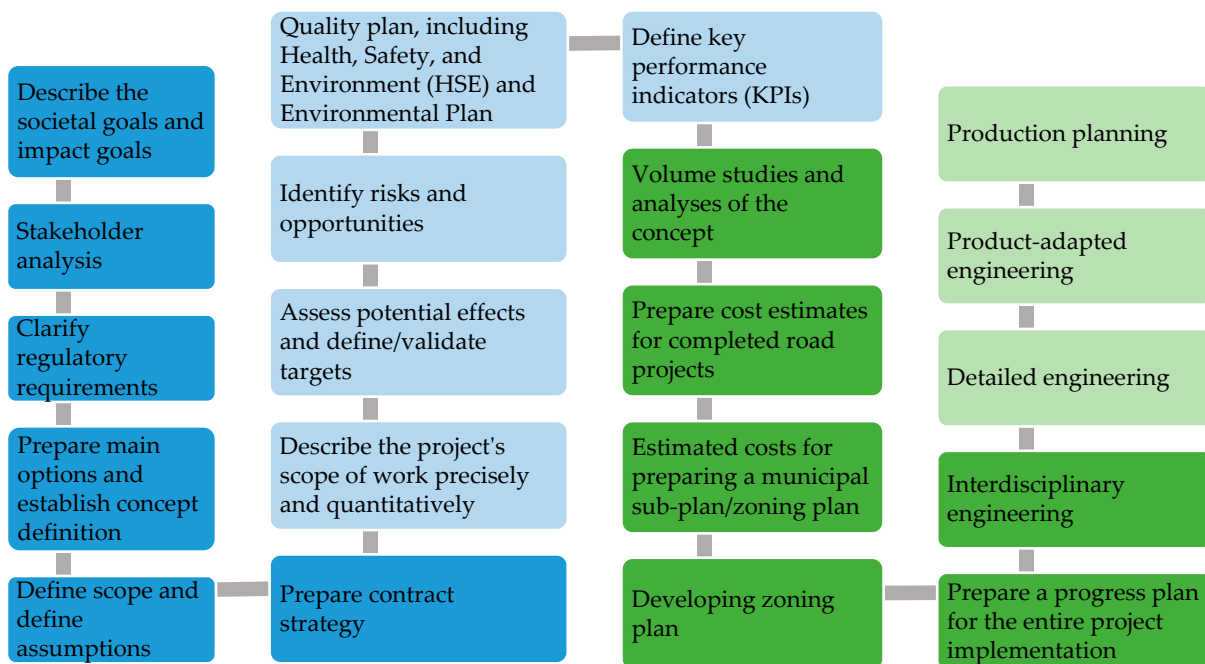 Describe the
societal goals and
impact goals
Stakeholder
analysis
Clarify
regulatory
requirements
Prepare main
options and
establish concept
definition
Define scope and
define
assumptions
Prepare contract
strategy
Describe the project's
scope of work precisely
and quantitatively
Assess potential effects
and define/validate
targets
Identify risks and
opportunities
Quality plan, including
Health, Safety, and
Environment (HSE) and
Environmental Plan
Define key
performance
indicators (KPIs)
Volume studies and
analyses of the
concept
Prepare cost estimates
for completed road
projects
Estimated costs for
preparing a municipal
sub-plan/zoning plan
Developing zoning
plan
Prepare a progress plan
for the entire project
implementation
Interdisciplinary
engineering
Detailed engineering
Product-adapted
engineering
Production planning